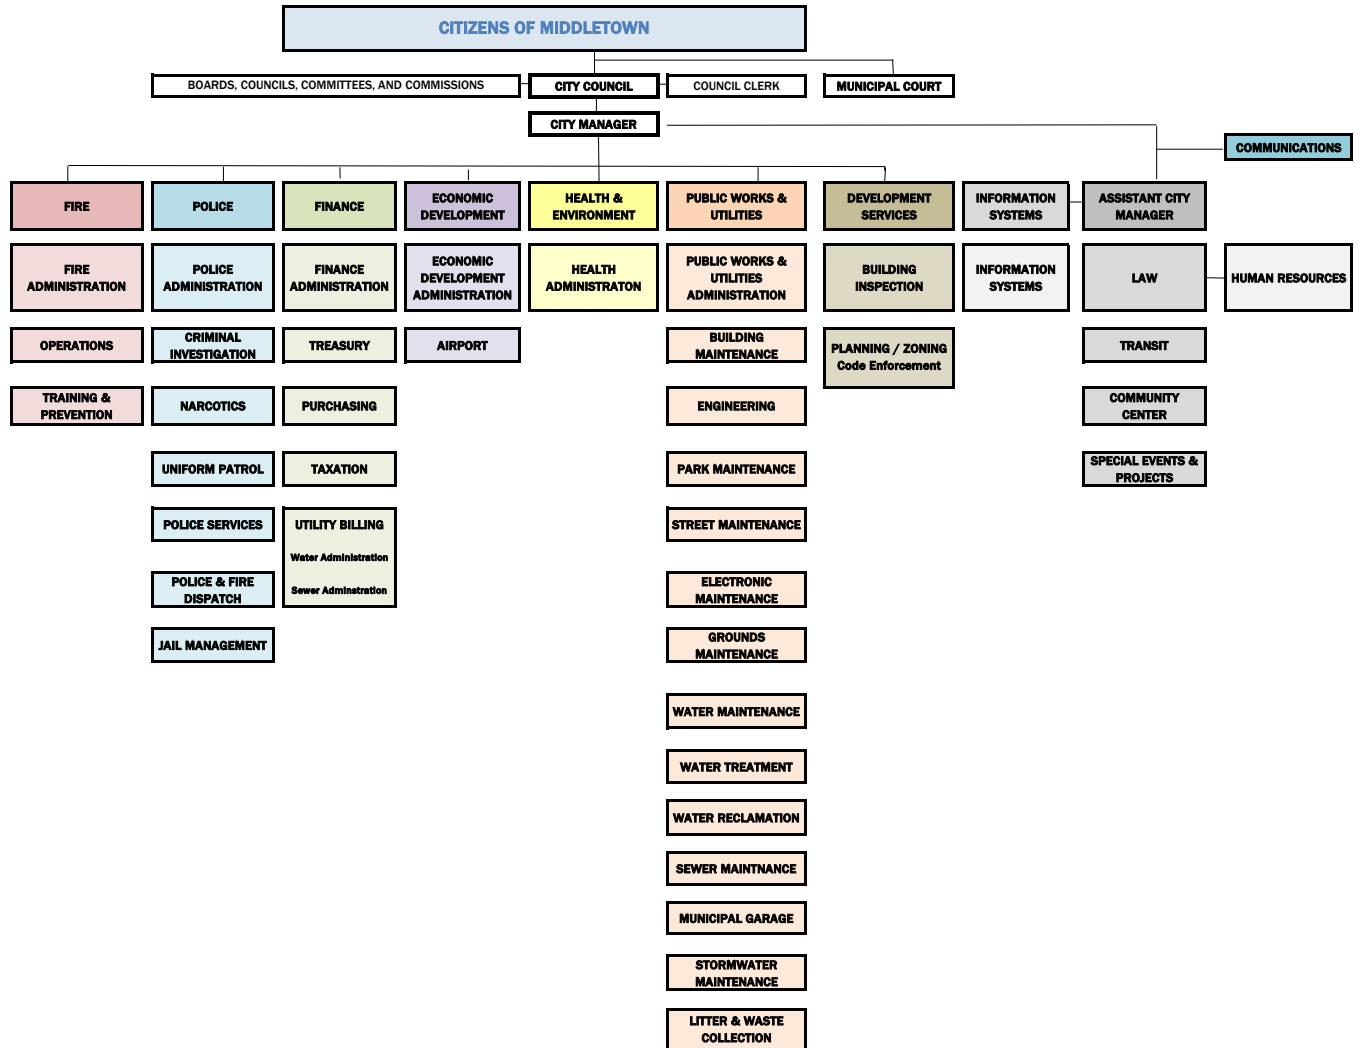 CITIZENS OF MIDDLETOWN
BOARDS, COUNCILS, COMMITTEES, AND COMMISSIONS
CITY COUNCIL
COUNCIL CLERK
MUNICIPAL COURT
CITY MANAGER
COMMUNICATIONS
FIRE
POLICE
FINANCE
ECONOMIC
DEVELOPMENT
HEALTH &
ENVIRONMENT
PUBLIC WORKS &
UTILITIES
DEVELOPMENT
SERVICES
INFORMATION
SYSTEMS
ASSISTANT CITY
MANAGER
FIRE
ADMINISTRATION
POLICE
ADMINISTRATION
FINANCE
ADMINISTRATION
ECONOMIC
DEVELOPMENT
ADMINISTRATION
HEALTH
ADMINISTRATON
PUBLIC WORKS &
UTILITIES
ADMINISTRATION
BUILDING
INSPECTION
INFORMATION
SYSTEMS
LAW
HUMAN RESOURCES
OPERATIONS
CRIMINAL
INVESTIGATION
TREASURY
AIRPORT
BUILDING
MAINTENANCE
PLANNING / ZONING
Code Enforcement
TRANSIT
TRAINING &
PREVENTION
NARCOTICS
PURCHASING
ENGINEERING
COMMUNITY
CENTER
UNIFORM PATROL
TAXATION
PARK MAINTENANCE
SPECIAL EVENTS &
PROJECTS
POLICE SERVICES
UTILITY BILLING
Water Administration
Sewer Adminstration
STREET MAINTENANCE
POLICE & FIRE
DISPATCH
ELECTRONIC
MAINTENANCE
JAIL MANAGEMENT
GROUNDS
MAINTENANCE
WATER MAINTENANCE
WATER TREATMENT
WATER RECLAMATION
SEWER MAINTNANCE
MUNICIPAL GARAGE
STORMWATER
MAINTENANCE
LITTER & WASTE
COLLECTION